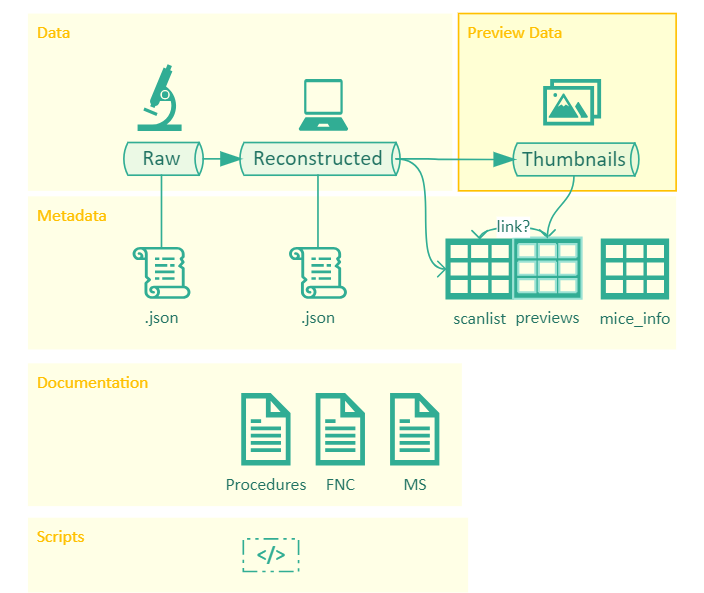 Data
Preview Data
Raw
Reconstructed
Thumbnails
Metadata
link?
.json
.json
scanlist
previews
mice_info
Documentation
Procedures
FNC
MS
Scripts
</>